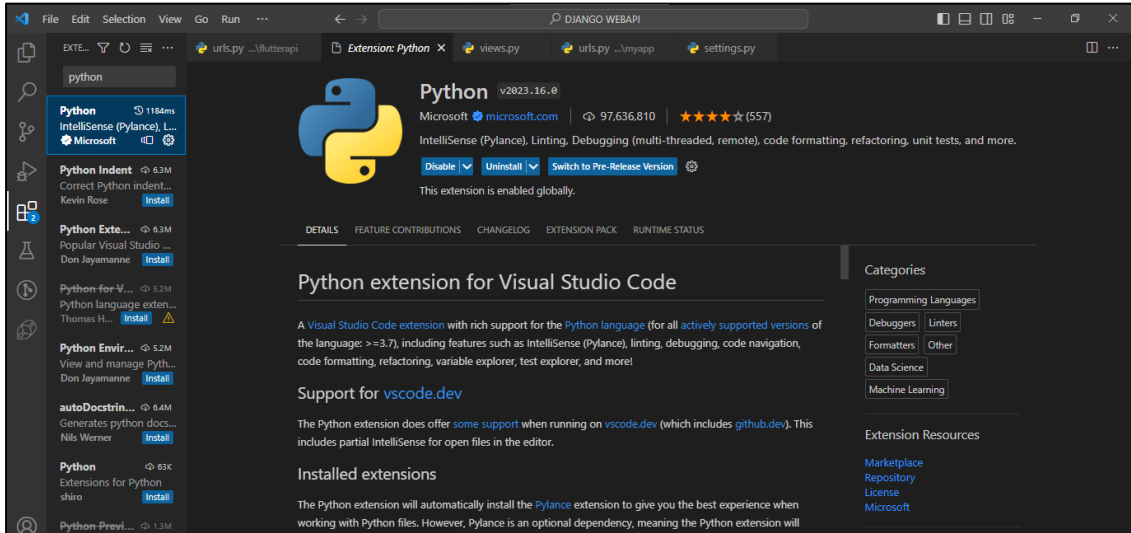 File Edit Selection View Go Run ··· ← → DJANGO WEBAPI
EXTE...
python
Python 1184ms
IntelliSense (Pylance), L...
Microsoft
Python Indent 6.3M
Correct Python indent...
Kevin Rose Install
Python Exte... 6.3M
Popular Visual Studio ...
Don Jayamanne Install
Python for V... 5.2M
Python language exten...
Thomas H... Install
Python Envir... 5.2M
View and manage Pyth...
Don Jayamanne Install
autoDocstrin... 6.4M
Generates python docs...
Nils Werner Install
Python 63K
Extensions for Python
shiro Install
Python Previ... 1.3M
2
urls.py ...\flutterapi Extension: Python × views.py urls.py ...\myapp settings.py
Python v2023.16.0
Microsoft microsoft.com 97,636,810 ★★★★☆(557)
IntelliSense (Pylance), Linting, Debugging (multi-threaded, remote), code formatting, refactoring, unit tests, and more.
Disable Uninstall Switch to Pre-Release Version
This extension is enabled globally.
DETAILS FEATURE CONTRIBUTIONS CHANGELOG EXTENSION PACK RUNTIME STATUS
Python extension for Visual Studio Code
A Visual Studio Code extension with rich support for the Python language (for all actively supported versions of
the language: >=3.7), including features such as IntelliSense (Pylance), linting, debugging, code navigation,
code formatting, refactoring, variable explorer, test explorer, and more!
Support for vscode.dev
The Python extension does offer some support when running on vscode.dev (which includes github.dev). This
includes partial IntelliSense for open files in the editor.
Installed extensions
The Python extension will automatically install the Pylance extension to give you the best experience when
working with Python files. However, Pylance is an optional dependency, meaning the Python extension will
Categories
Programming Languages
Debuggers Linters
Formatters Other
Data Science
Machine Learning
Extension Resources
Marketplace
Repository
License
Microsoft